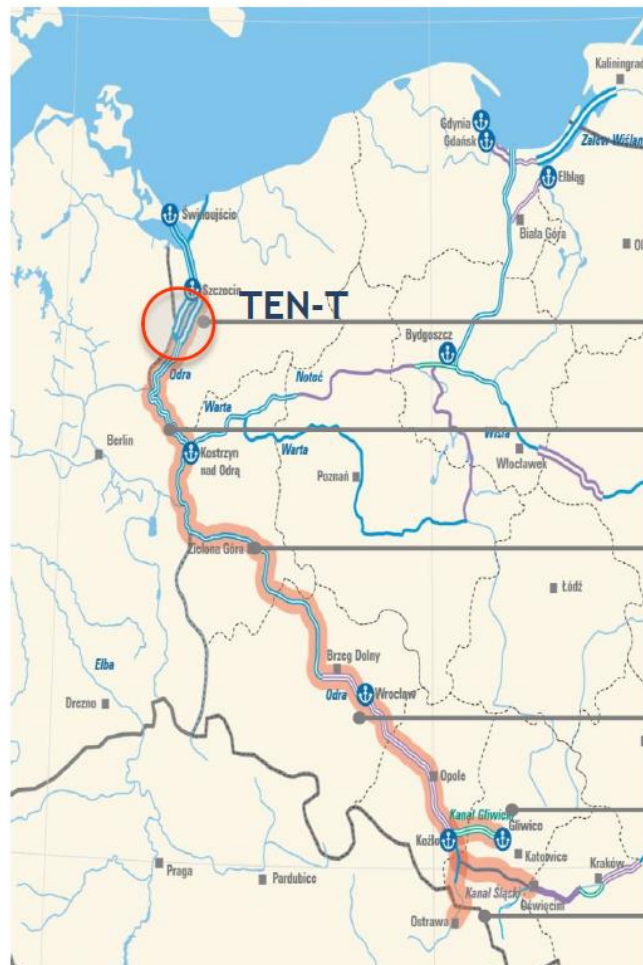 Kaliningrad
Gdynia
Gdańsk
Zalew Wiślan
Elbląg
Świnoujście
Biała Góra
Szczecin
TEN-T
Bydgoszcz
Odra
Notoć
Warta
Warta
Wisła
Berlin
Kostrzyn
nad Odrą
Poznań
Włocławek
Zielona Góra
Łódź
Brzeg Dolny
Elba
Odra
Wrocław
Drezno
Opole
Kanał Gliwicki
Gliwice
Koźle
Katowice
Praga
Kraków
Pardubice
Kanał Śląski
Oświęcim
Ostrawa